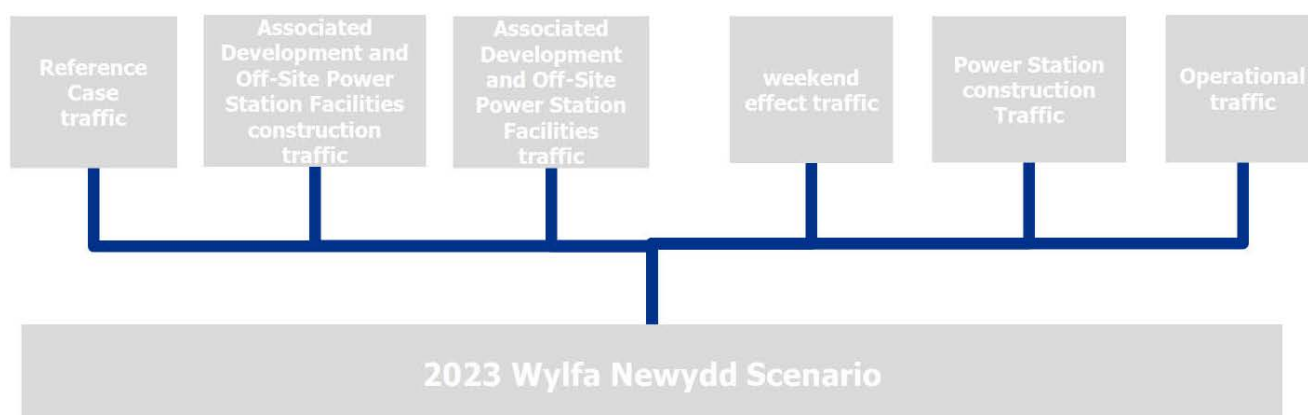 Reference
Case
traffic
Associated
Development and
Off-Site Power
Station Facilities
construction
traffic
Associated
Development
and Off-Site
Power Station
Facilities
traffic
weekend
effect traffic
Power Station
construction
Traffic
Operational
traffic
2023 Wylfa Newydd Scenario